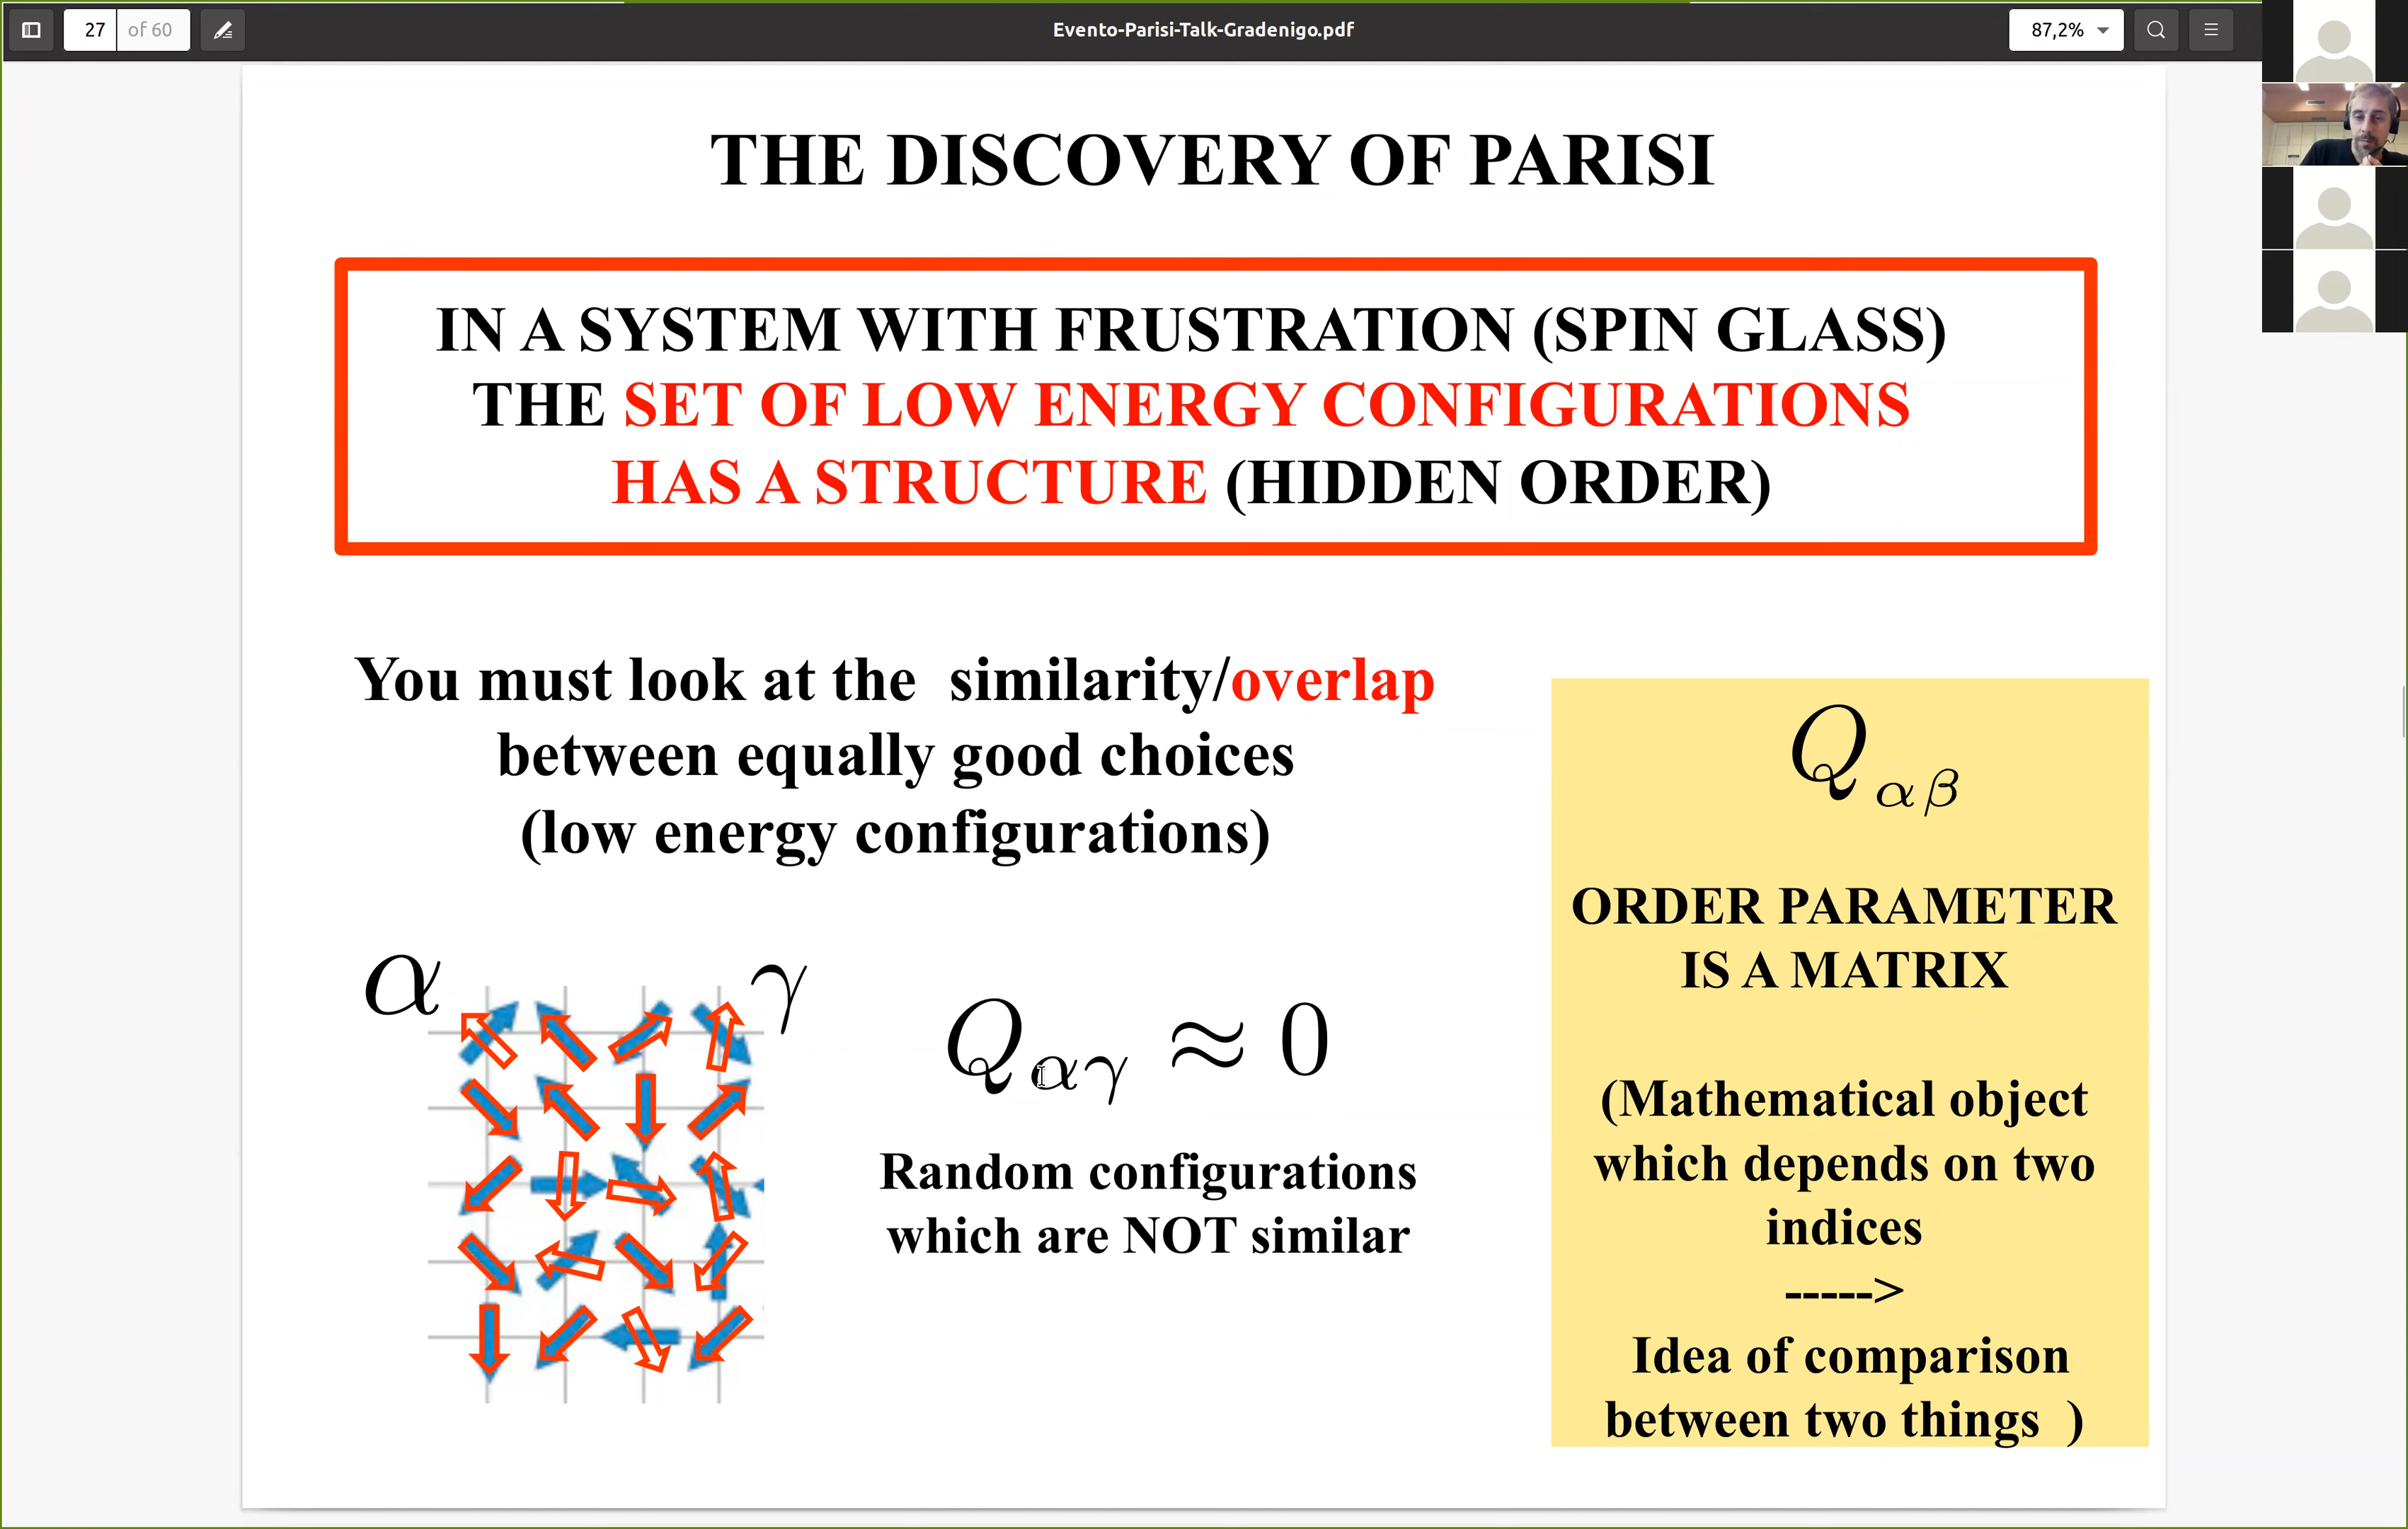 27 of 60
Evento-Parisi-Talk-Gradenigo.pdf
87,2%
THE DISCOVERY OF PARISI
IN A SYSTEM WITH FRUSTRATION (SPIN GLASS)
THE SET OF LOW ENERGY CONFIGURATIONS
HAS A STRUCTURE (HIDDEN ORDER)
You must look at the similarity/overlap
between equally good choices
(low energy configurations)
α γ
Qαγ ≈ 0
Random configurations
which are NOT similar
Qαβ
ORDER PARAMETER
IS A MATRIX
(Mathematical object
which depends on two
indices
----->
Idea of comparison
between two things )